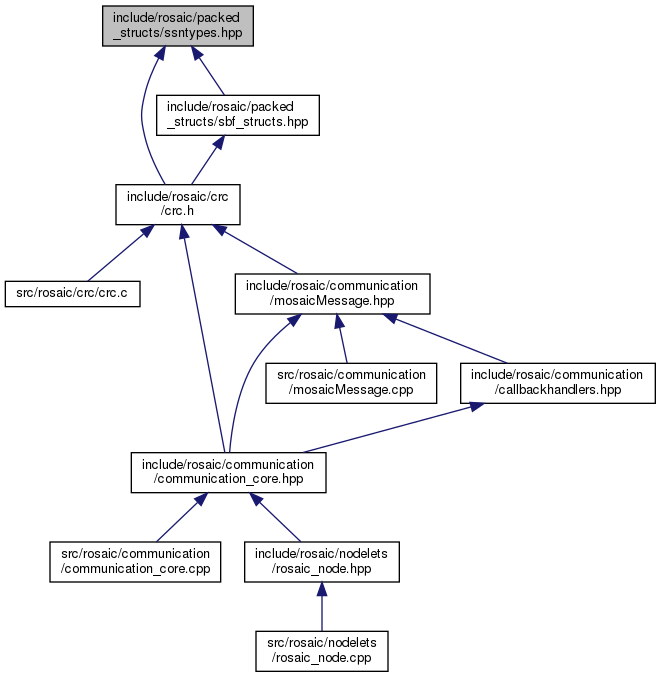 include/rosaic/packed
_structs/ssntypes.hpp
include/rosaic/packed
_structs/sbf_structs.hpp
include/rosaic/crc
/crc.h
src/rosaic/crc/crc.c
include/rosaic/communication
/mosaicMessage.hpp
src/rosaic/communication
/mosaicMessage.cpp
include/rosaic/communication
/callbackhandlers.hpp
include/rosaic/communication
/communication_core.hpp
src/rosaic/communication
/communication_core.cpp
include/rosaic/nodelets
/rosaic_node.hpp
src/rosaic/nodelets
/rosaic_node.cpp